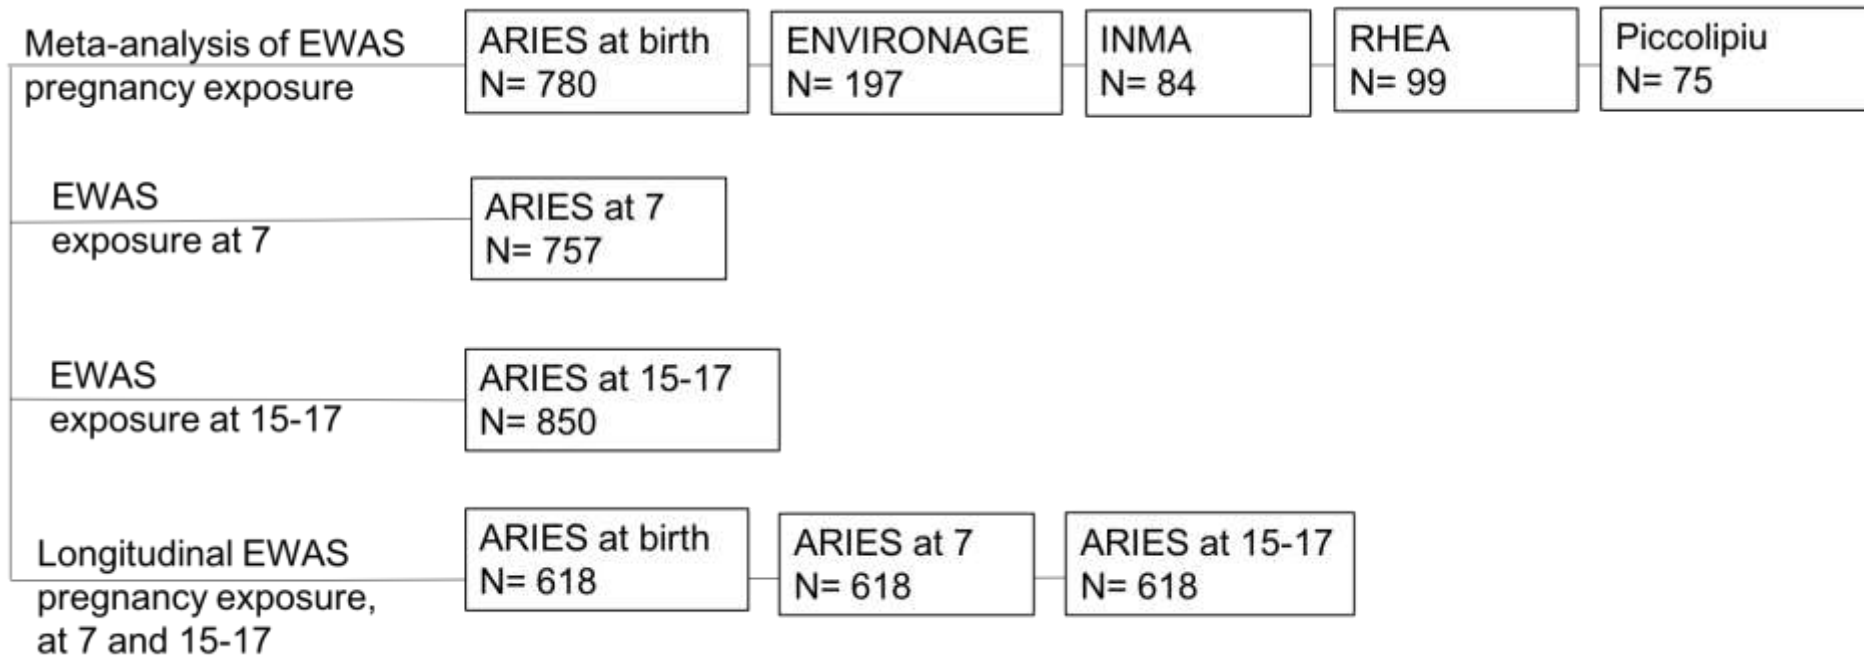 Meta-analysis of EWAS
pregnancy exposure
ARIES at birth
N= 780
ENVIRONAGE
N= 197
INMA
N= 84
RHEA
N= 99
Piccolipiu
N= 75
EWAS
exposure at 7
ARIES at 7
N= 757
EWAS
exposure at 15-17
ARIES at 15-17
N= 850
Longitudinal EWAS
pregnancy exposure,
at 7 and 15-17
ARIES at birth
N= 618
ARIES at 7
N= 618
ARIES at 15-17
N= 618